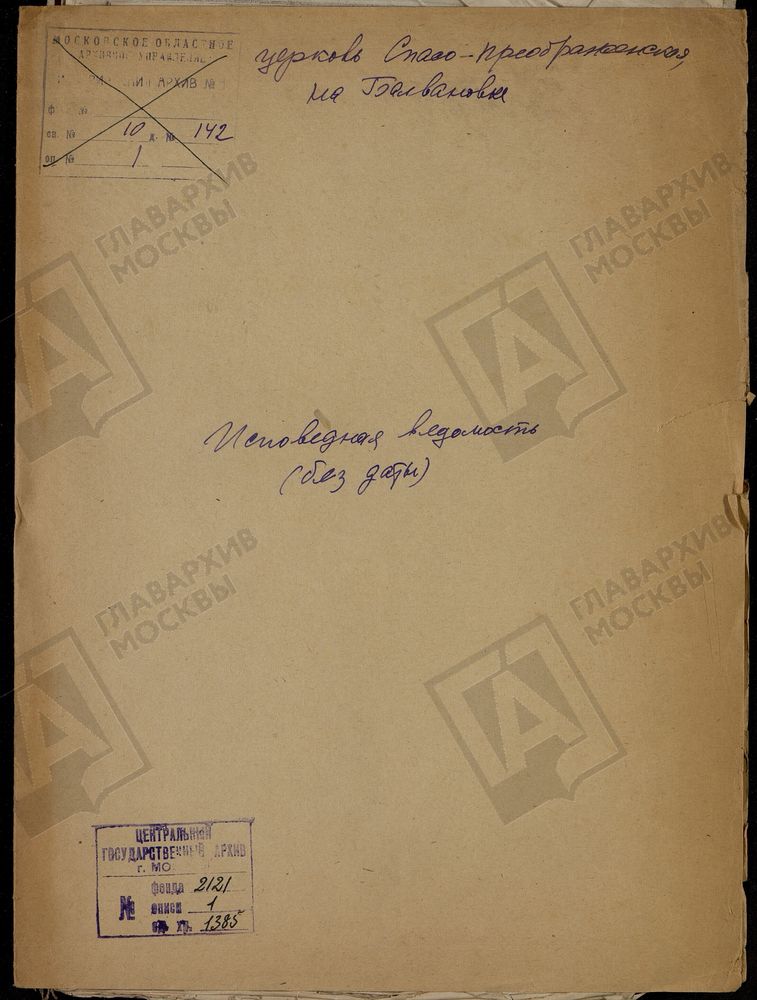 МОСКОВСКОЕ ОБЛАСТНОЕ
АРХИВНОЕ УПРАВЛЕНИЕ
АРХИВ №
ф. №
св. № 10 д. № 142
оп. № 1
церковь Спасо-преображенская,
на Балвановке
ГЛАВАРХИВ
МОСКВЫ
ГЛАВАРХИВ
МОСКВЫ
Исповедная ведомость
(без даты)
ГЛАВАРХИВ
МОСКВЫ
ГЛАВАРХИВ
МОСКВЫ
ЦЕНТРАЛЬНЫЙ
ГОСУДАРСТВЕННЫЙ АРХИВ
г. МО
фонда 2121
№ описи 1
ед. хр. 1385